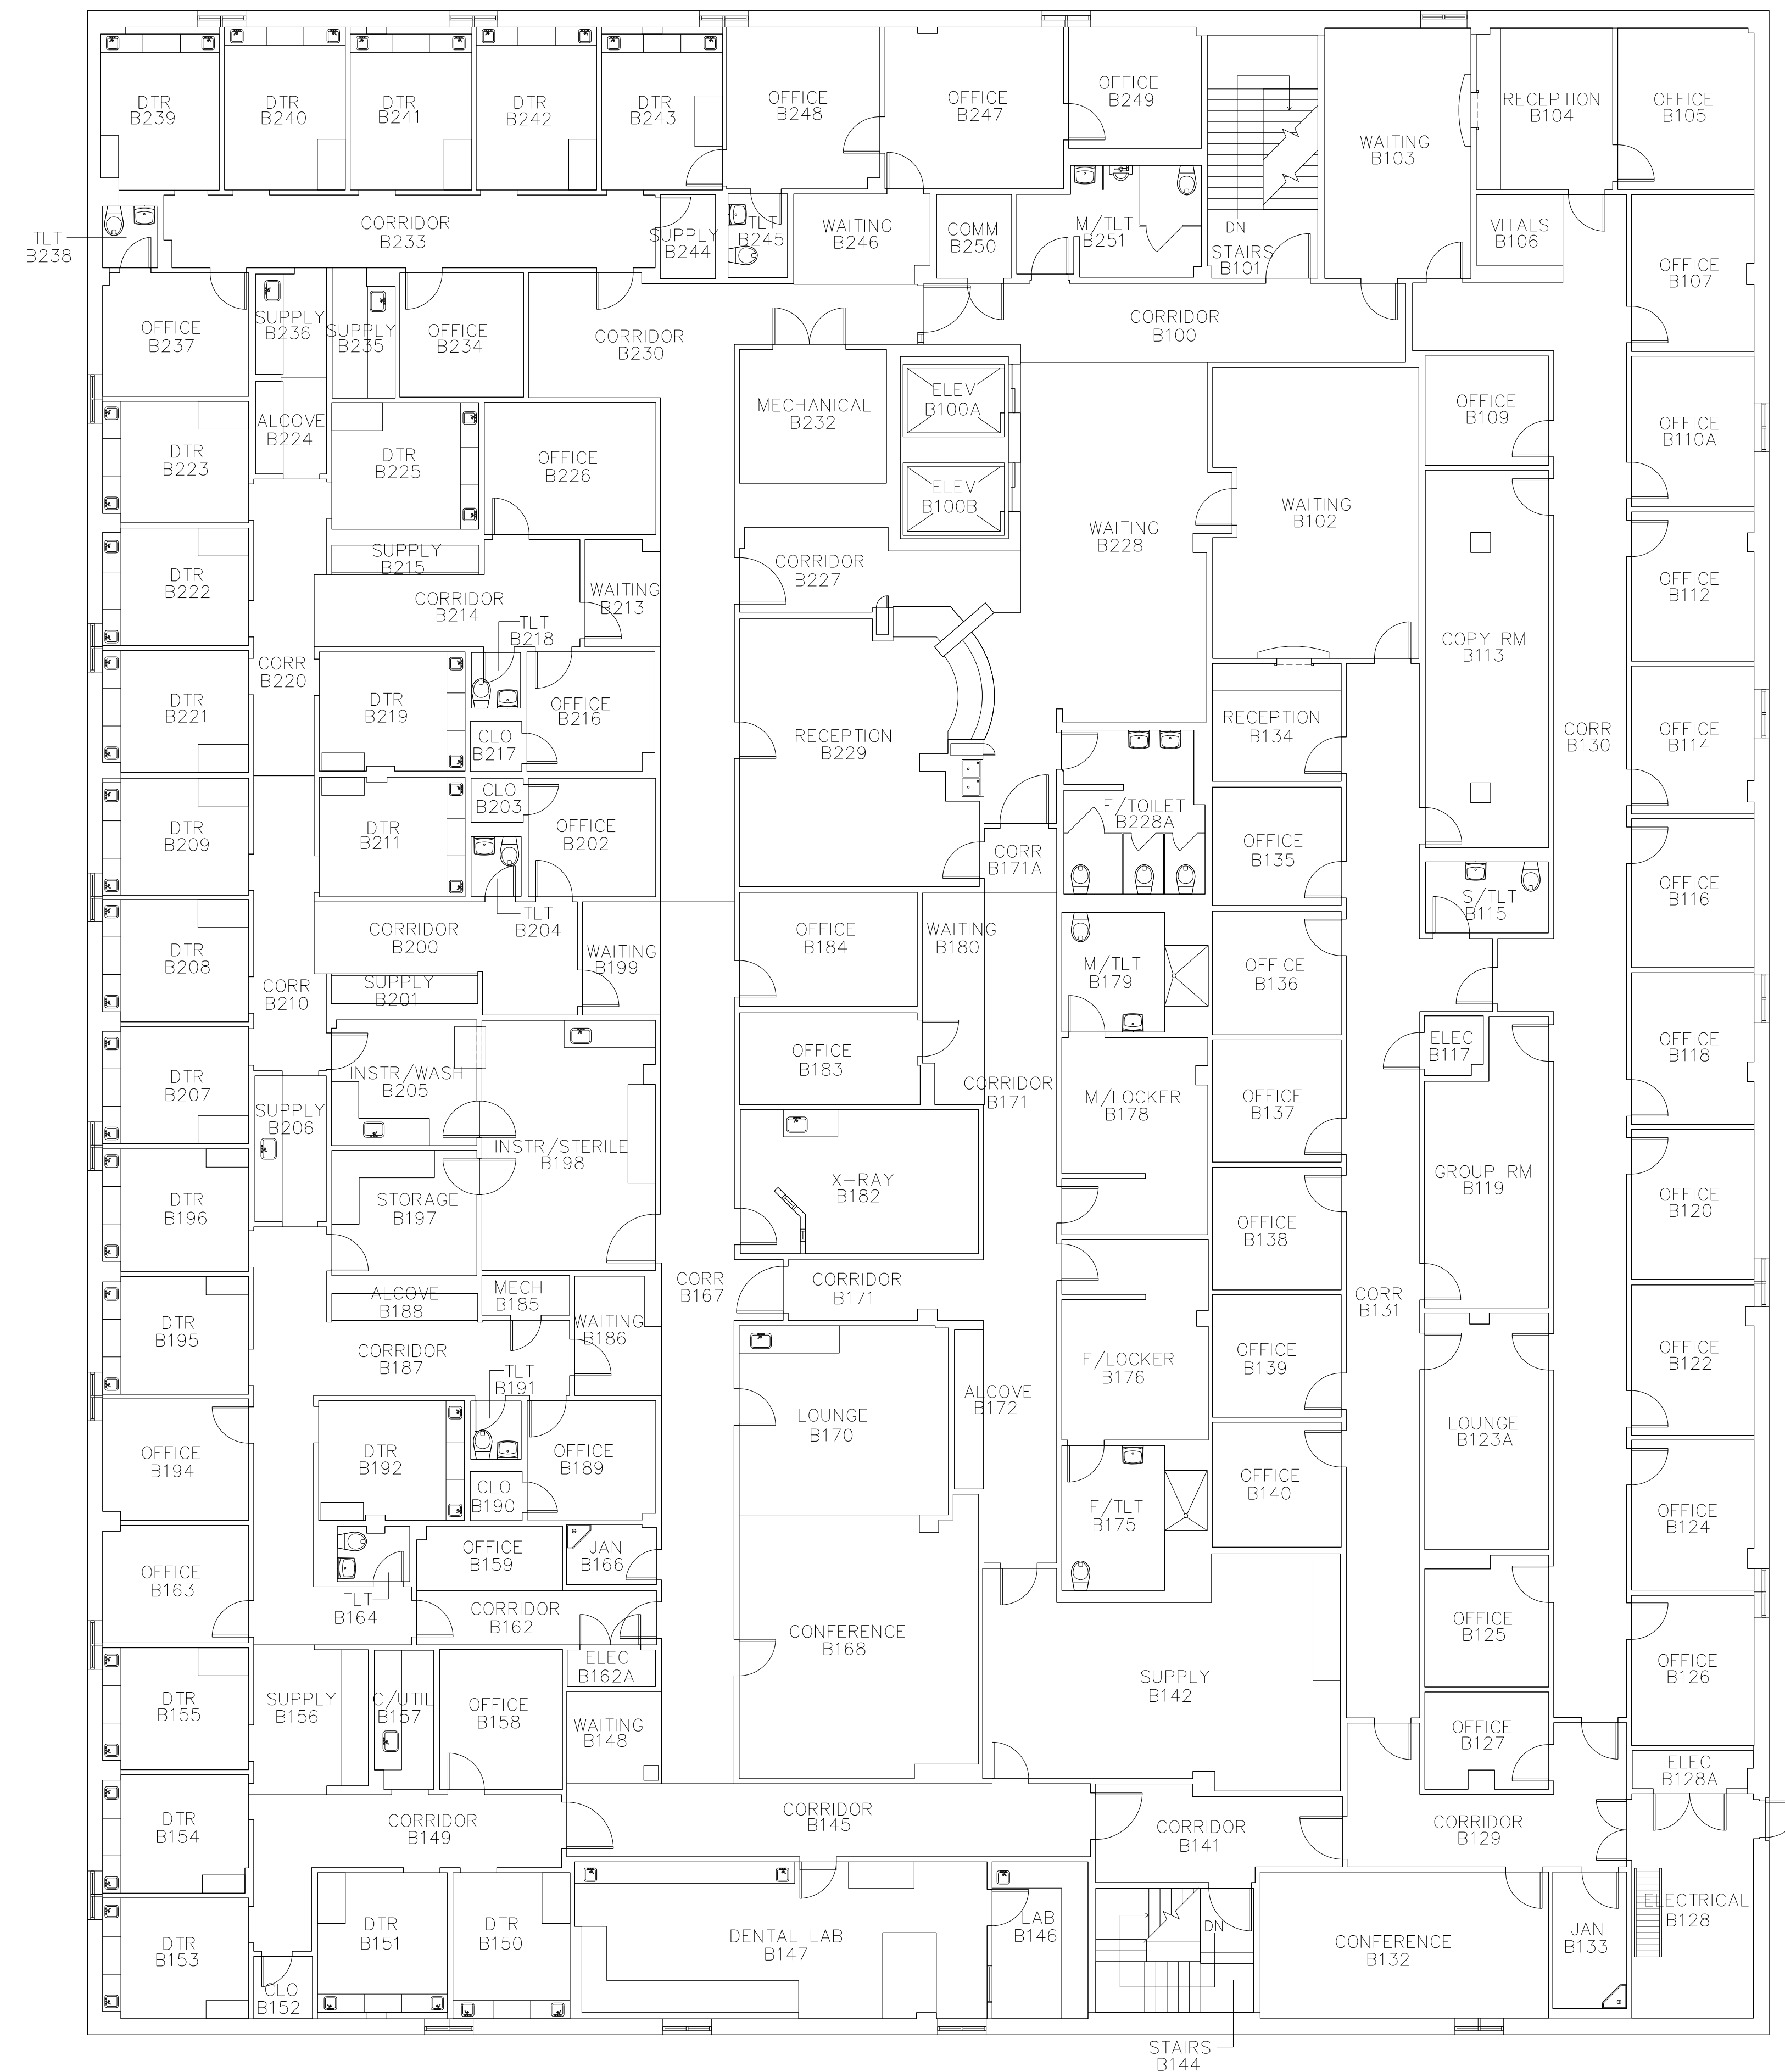 DTR
B239
DTR
B240
DTR
B241
DTR
B242
DTR
B243
OFFICE
B248
OFFICE
B247
OFFICE
B249
WAITING
B103
RECEPTION
B104
OFFICE
B105
TLT
B238
CORRIDOR
B233
SUPPLY
B244
TLT
B245
WAITING
B246
COMM
B250
M/TLT
B251
DN
STAIRS
B101
VITALS
B106
OFFICE
B107
OFFICE
B237
SUPPLY
B236
SUPPLY
B235
OFFICE
B234
CORRIDOR
B230
CORRIDOR
B100
MECHANICAL
B232
ELEV
B100A
ELEV
B100B
OFFICE
B109
OFFICE
B110A
DTR
B223
ALCOVE
B224
DTR
B225
OFFICE
B226
WAITING
B228
WAITING
B102
DTR
B222
SUPPLY
B215
CORRIDOR
B214
WAITING
B213
CORRIDOR
B227
OFFICE
B112
COPY RM
B113
TLT
B218
CORR
B220
DTR
B221
DTR
B219
CLO
B217
OFFICE
B216
RECEPTION
B229
RECEPTION
B134
CORR
B130
OFFICE
B114
DTR
B209
DTR
B211
CLO
B203
OFFICE
B202
F/TOILET
B228A
CORR
B171A
OFFICE
B135
OFFICE
B116
S/TLT
B115
DTR
B208
CORRIDOR
B200
TLT
B204
WAITING
B199
OFFICE
B184
WAITING
B180
M/TLT
B179
OFFICE
B136
CORR
B210
SUPPLY
B201
OFFICE
B118
ELEC
B117
DTR
B207
INSTR/WASH
B205
OFFICE
B183
CORRIDOR
B171
M/LOCKER
B178
OFFICE
B137
SUPPLY
B206
INSTR/STERILE
B198
X-RAY
B182
GROUP RM
B119
OFFICE
B120
DTR
B196
STORAGE
B197
OFFICE
B138
CORR
B167
CORRIDOR
B171
CORR
B131
DTR
B195
ALCOVE
B188
MECH
B185
WAITING
B186
CORRIDOR
B187
TLT
B191
F/LOCKER
B176
OFFICE
B139
OFFICE
B122
ALCOVE
B172
LOUNGE
B170
LOUNGE
B123A
OFFICE
B194
DTR
B192
CLO
B190
OFFICE
B189
OFFICE
B140
F/TLT
B175
OFFICE
B124
OFFICE
B163
OFFICE
B159
JAN
B166
TLT
B164
CORRIDOR
B162
CONFERENCE
B168
OFFICE
B125
OFFICE
B126
ELEC
B162A
SUPPLY
B142
DTR
B155
SUPPLY
B156
C/UTIL
B157
OFFICE
B158
WAITING
B148
OFFICE
B127
ELEC
B128A
DTR
B154
CORRIDOR
B149
CORRIDOR
B145
CORRIDOR
B141
CORRIDOR
B129
DTR
B153
CLO
B152
DTR
B151
DTR
B150
DENTAL LAB
B147
LAB
B146
DN
CONFERENCE
B132
JAN
B133
ELECTRICAL
B128
STAIRS
B144